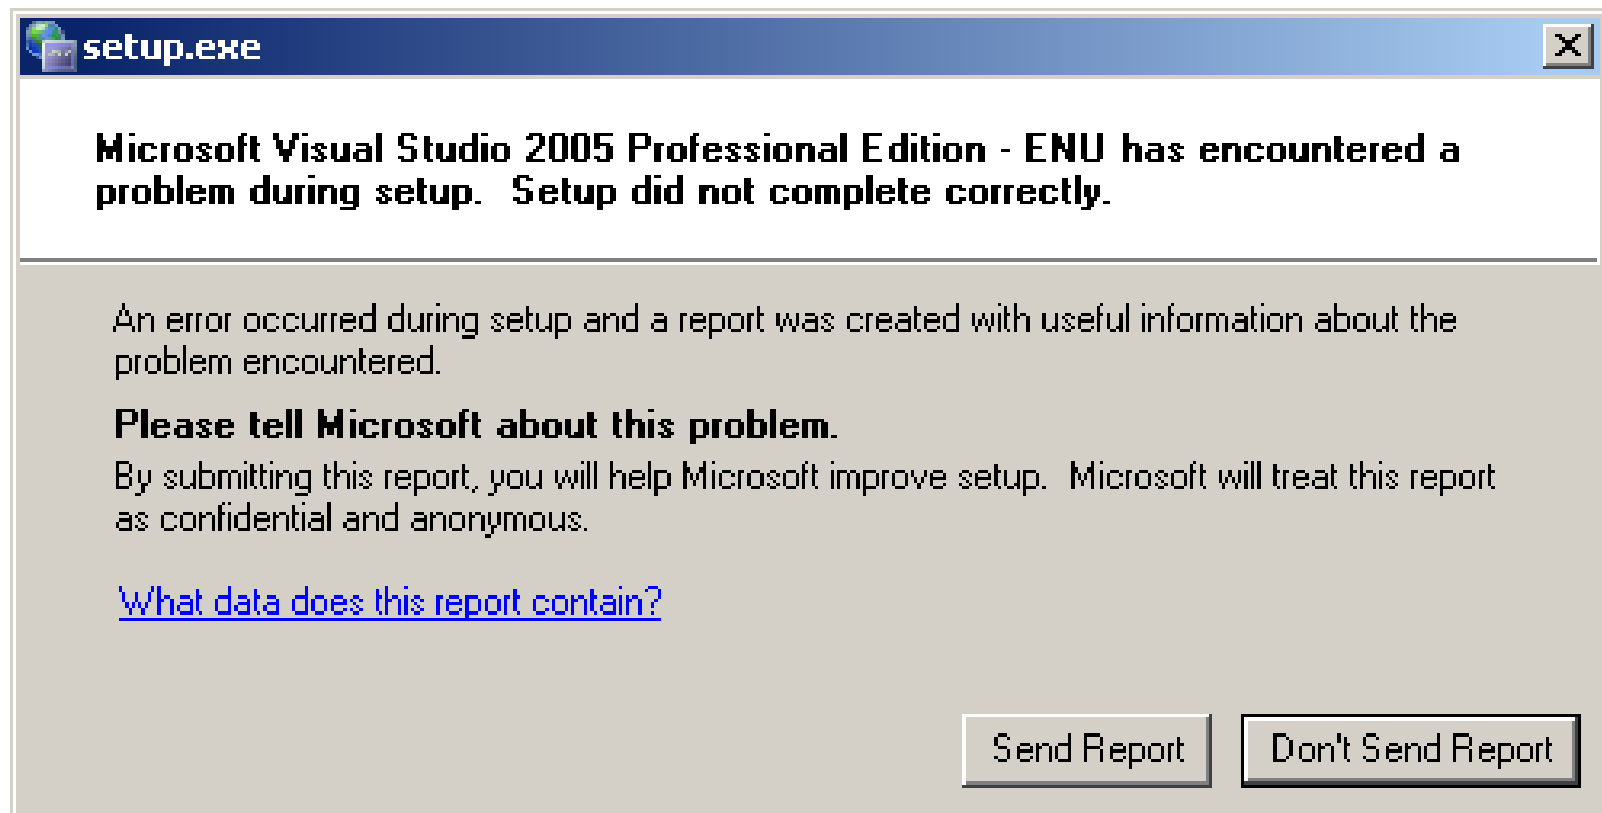 setup.exe
Microsoft Visual Studio 2005 Professional Edition - ENU has encountered a
problem during setup.  Setup did not complete correctly.
An error occurred during setup and a report was created with useful information about the
problem encountered.
Please tell Microsoft about this problem.
By submitting this report, you will help Microsoft improve setup.  Microsoft will treat this report
as confidential and anonymous.
What data does this report contain?
Send Report
Don't Send Report